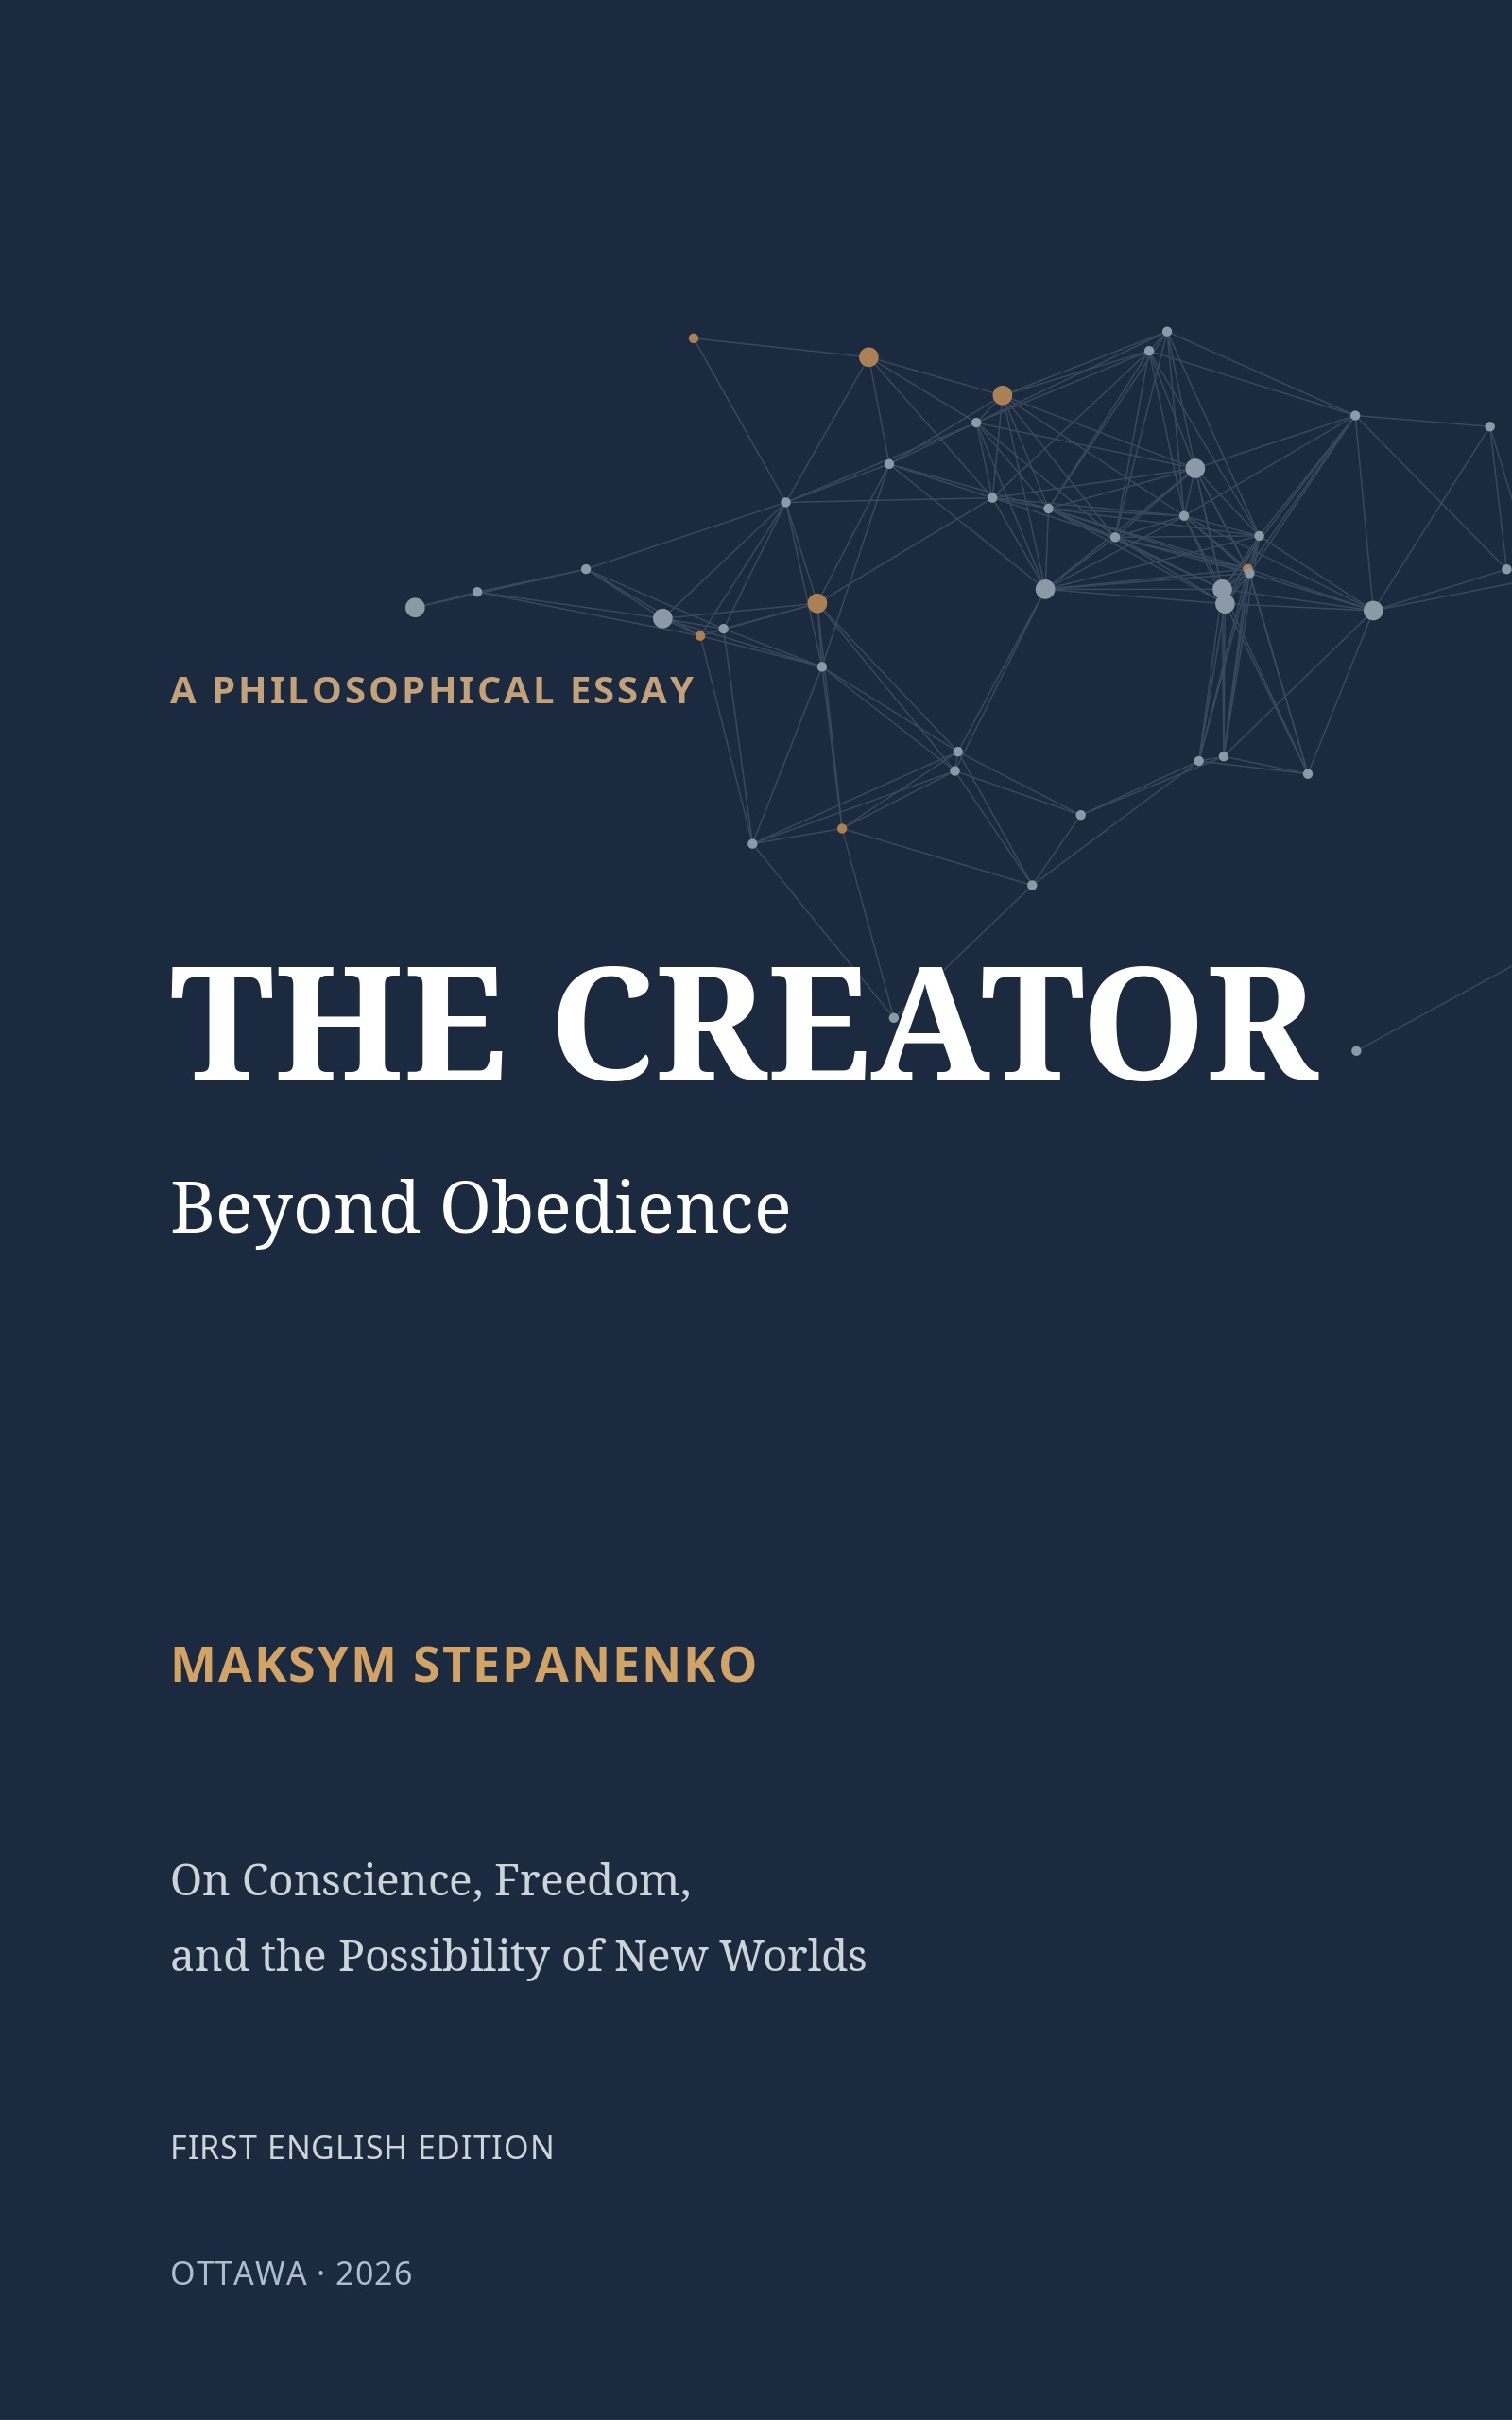 A PHILOSOPHICAL ESSAY
THE CREATOR
Beyond Obedience
MAKSYM STEPANENKO
On Conscience, Freedom,
and the Possibility of New Worlds
FIRST ENGLISH EDITION
OTTAWA · 2026